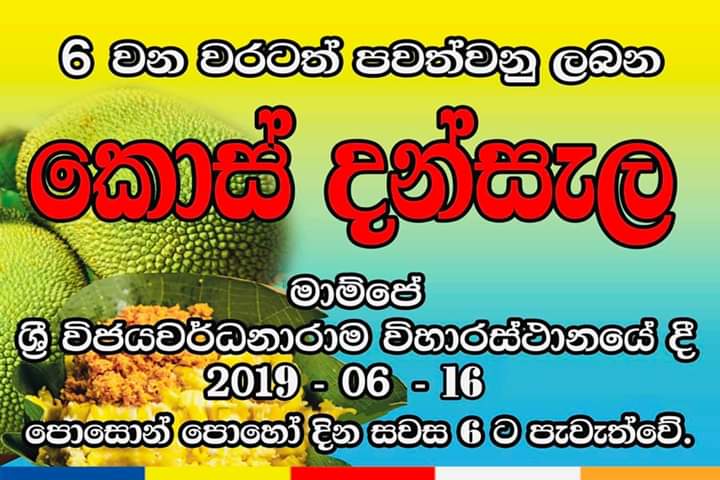 6 වන වරටත් පවත්වනු ලබන
කොස් දන්සැල
මාම්පේ
ශ්‍රී විජයවර්ධනාරාම විහාරස්ථානයේ දී
2019 - 06 - 16
පොසොන් පොහෝ දින සවස 6 ට පැවැත්වේ.